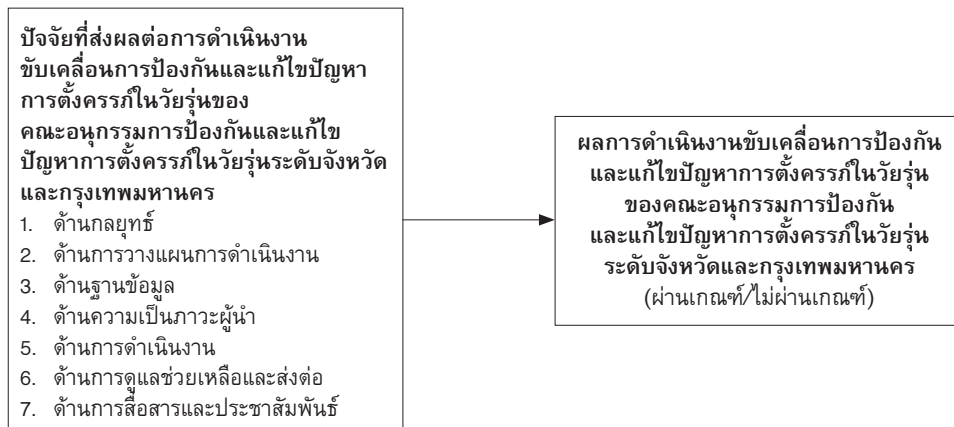 ปัจจัยที่ส่งผลต่อการดำเนินงาน
ขับเคลื่อนการป้องกันและแก้ไขปัญหา
การตั้งครรภ์ในวัยรุ่นของ
คณะอนุกรรมการป้องกันและแก้ไข
ปัญหาการตั้งครรภ์ในวัยรุ่นระดับจังหวัด
และกรุงเทพมหานคร
1. ด้านกลยุทธ์
2. ด้านการวางแผนการดำเนินงาน
3. ด้านฐานข้อมูล
4. ด้านความเป็นภาวะผู้นำ
5. ด้านการดำเนินงาน
6. ด้านการดูแลช่วยเหลือและส่งต่อ
7. ด้านการสื่อสารและประชาสัมพันธ์
ผลการดำเนินงานขับเคลื่อนการป้องกัน
และแก้ไขปัญหาการตั้งครรภ์ในวัยรุ่น
ของคณะอนุกรรมการป้องกัน
และแก้ไขปัญหาการตั้งครรภ์ในวัยรุ่น
ระดับจังหวัดและกรุงเทพมหานคร
(ผ่านเกณฑ์/ไม่ผ่านเกณฑ์)